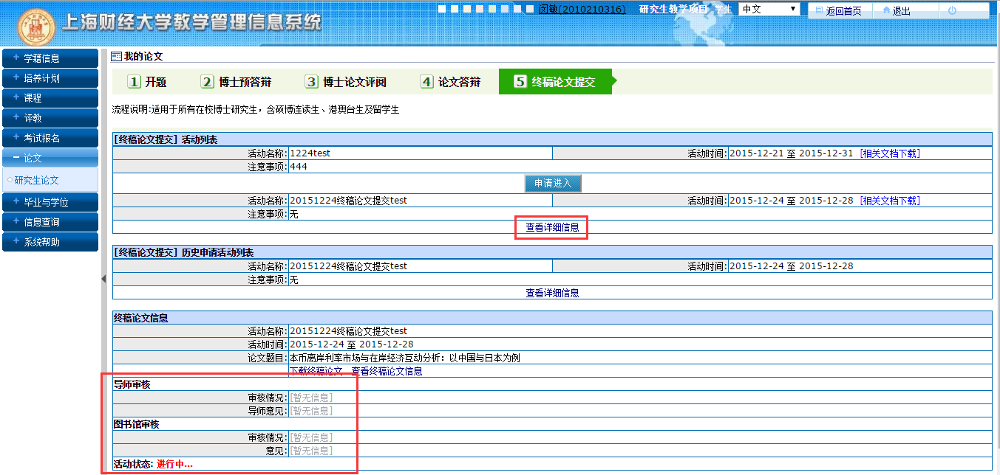 上海财经大学教学管理信息系统
闵敏(2010210316) 研究生教学项目 学生 中文 返回首页 退出
学籍信息
培养计划
课程
评教
考试报名
论文
研究生论文
毕业与学位
信息查询
系统帮助
我的论文
1 开题 2 博士预答辩 3 博士论文评阅 4 论文答辩 5 终稿论文提交
流程说明:适用于所有在校博士研究生，含硕博连读生、港澳台生及留学生
[终稿论文提交] 活动列表
活动名称: 1224test 活动时间: 2015-12-21 至 2015-12-31 [相关文档下载]
注意事项: 444
申请进入
活动名称: 20151224终稿论文提交test 活动时间: 2015-12-24 至 2015-12-28 [相关文档下载]
注意事项: 无
查看详细信息
[终稿论文提交] 历史申请活动列表
活动名称: 20151224终稿论文提交test 活动时间: 2015-12-24 至 2015-12-28
注意事项: 无
查看详细信息
终稿论文信息
活动名称: 20151224终稿论文提交test
活动时间: 2015-12-24 至 2015-12-28
论文题目: 本币离岸利率市场与在岸经济互动分析：以中国与日本为例
下载终稿论文 查看终稿论文信息
导师审核
审核情况: [暂无信息]
导师意见: [暂无信息]
图书馆审核
审核情况: [暂无信息]
意见: [暂无信息]
活动状态: 进行中...